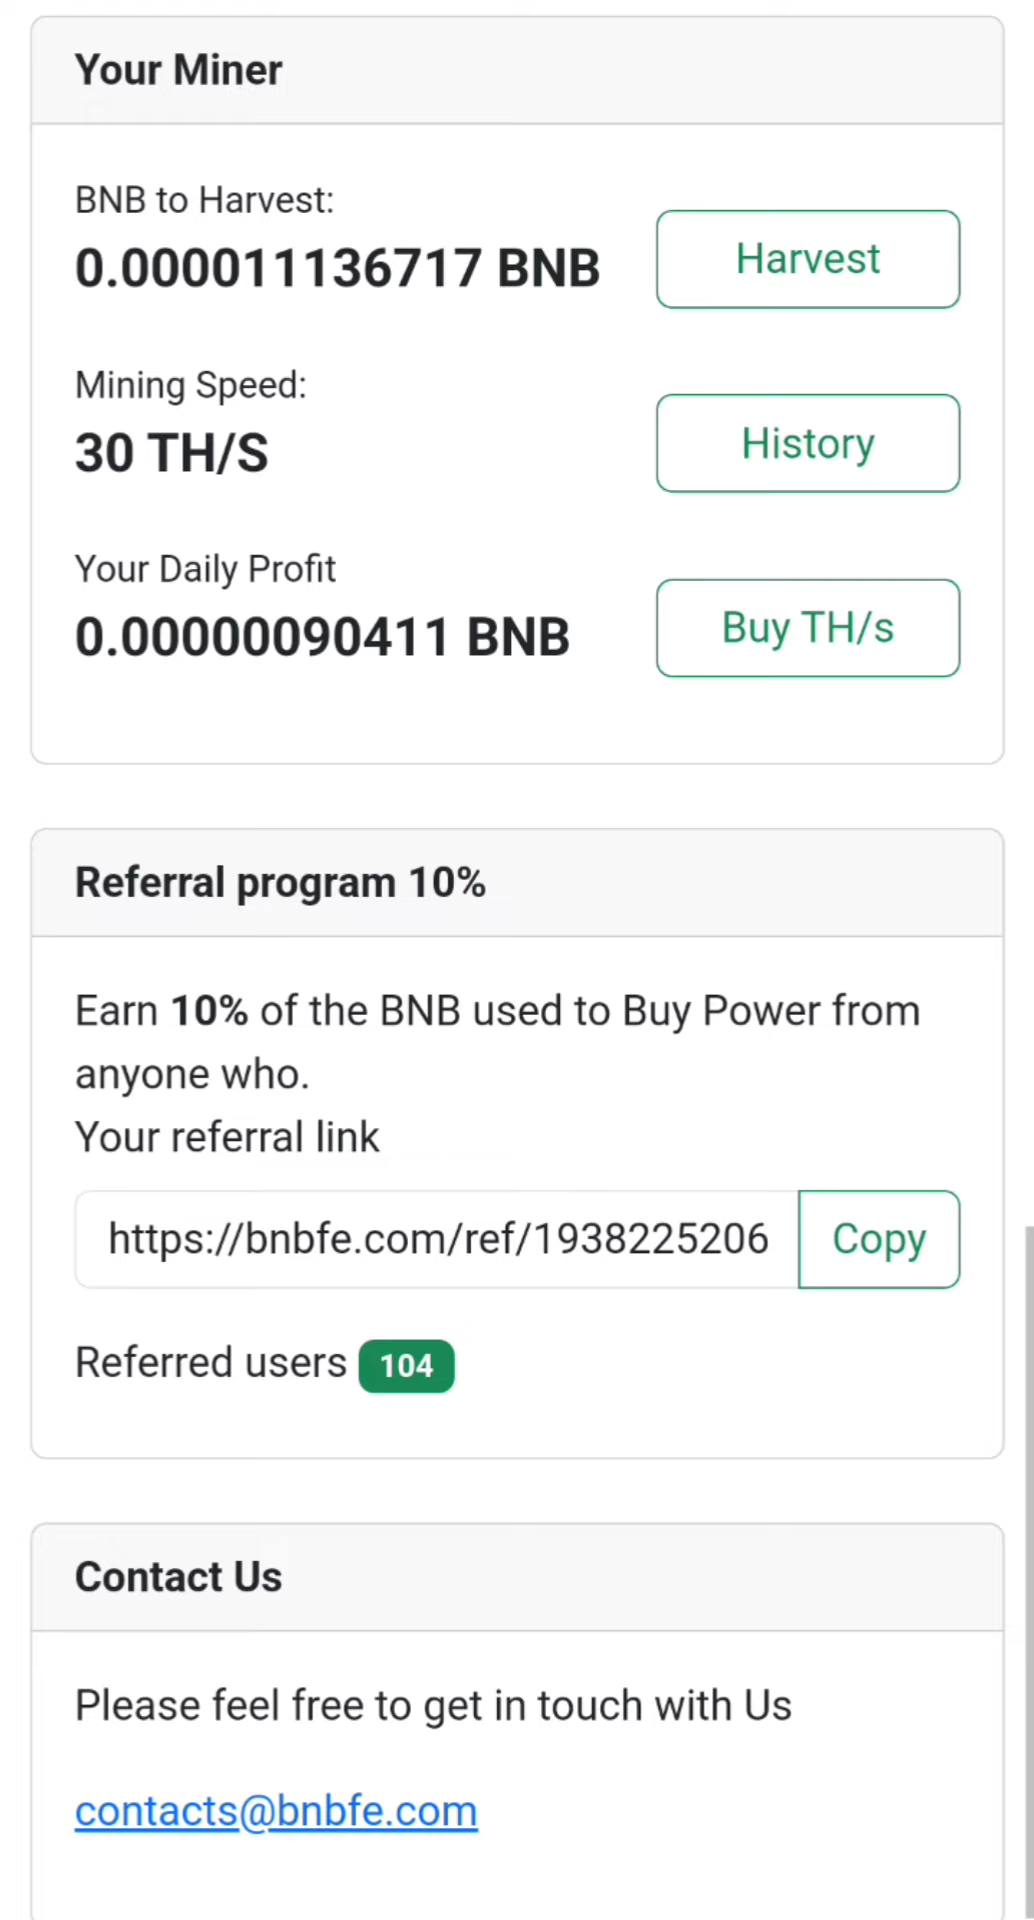 Your Miner
BNB to Harvest:
0.000011136717 BNB
Harvest
Mining Speed:
30 TH/S
History
Your Daily Profit
0.00000090411 BNB
Buy TH/s
Referral program 10%
Earn 10% of the BNB used to Buy Power from
anyone who.
Your referral link
https://bnbfe.com/ref/1938225206
Copy
Referred users 104
Contact Us
Please feel free to get in touch with Us
contacts@bnbfe.com